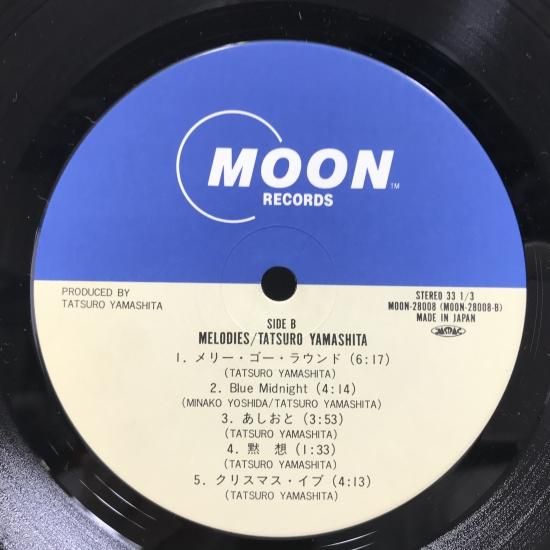 MOON
TM
RECORDS
PRODUCED BY
TATSURO YAMASHITA
STEREO 33 1/3
MOON-28008 (MOON-28008-B)
MADE IN JAPAN
JASRAC
SIDE B
MELODIES/TATSURO YAMASHITA
1. メリー・ゴー・ラウンド (6:17)
(TATSURO YAMASHITA)
2. Blue Midnight (4:14)
(MINAKO YOSHIDA/TATSURO YAMASHITA)
3. あしおと (3:53)
(TATSURO YAMASHITA)
4. 黙 想 (1:33)
(TATSURO YAMASHITA)
5. クリスマス・イブ (4:13)
(TATSURO YAMASHITA)